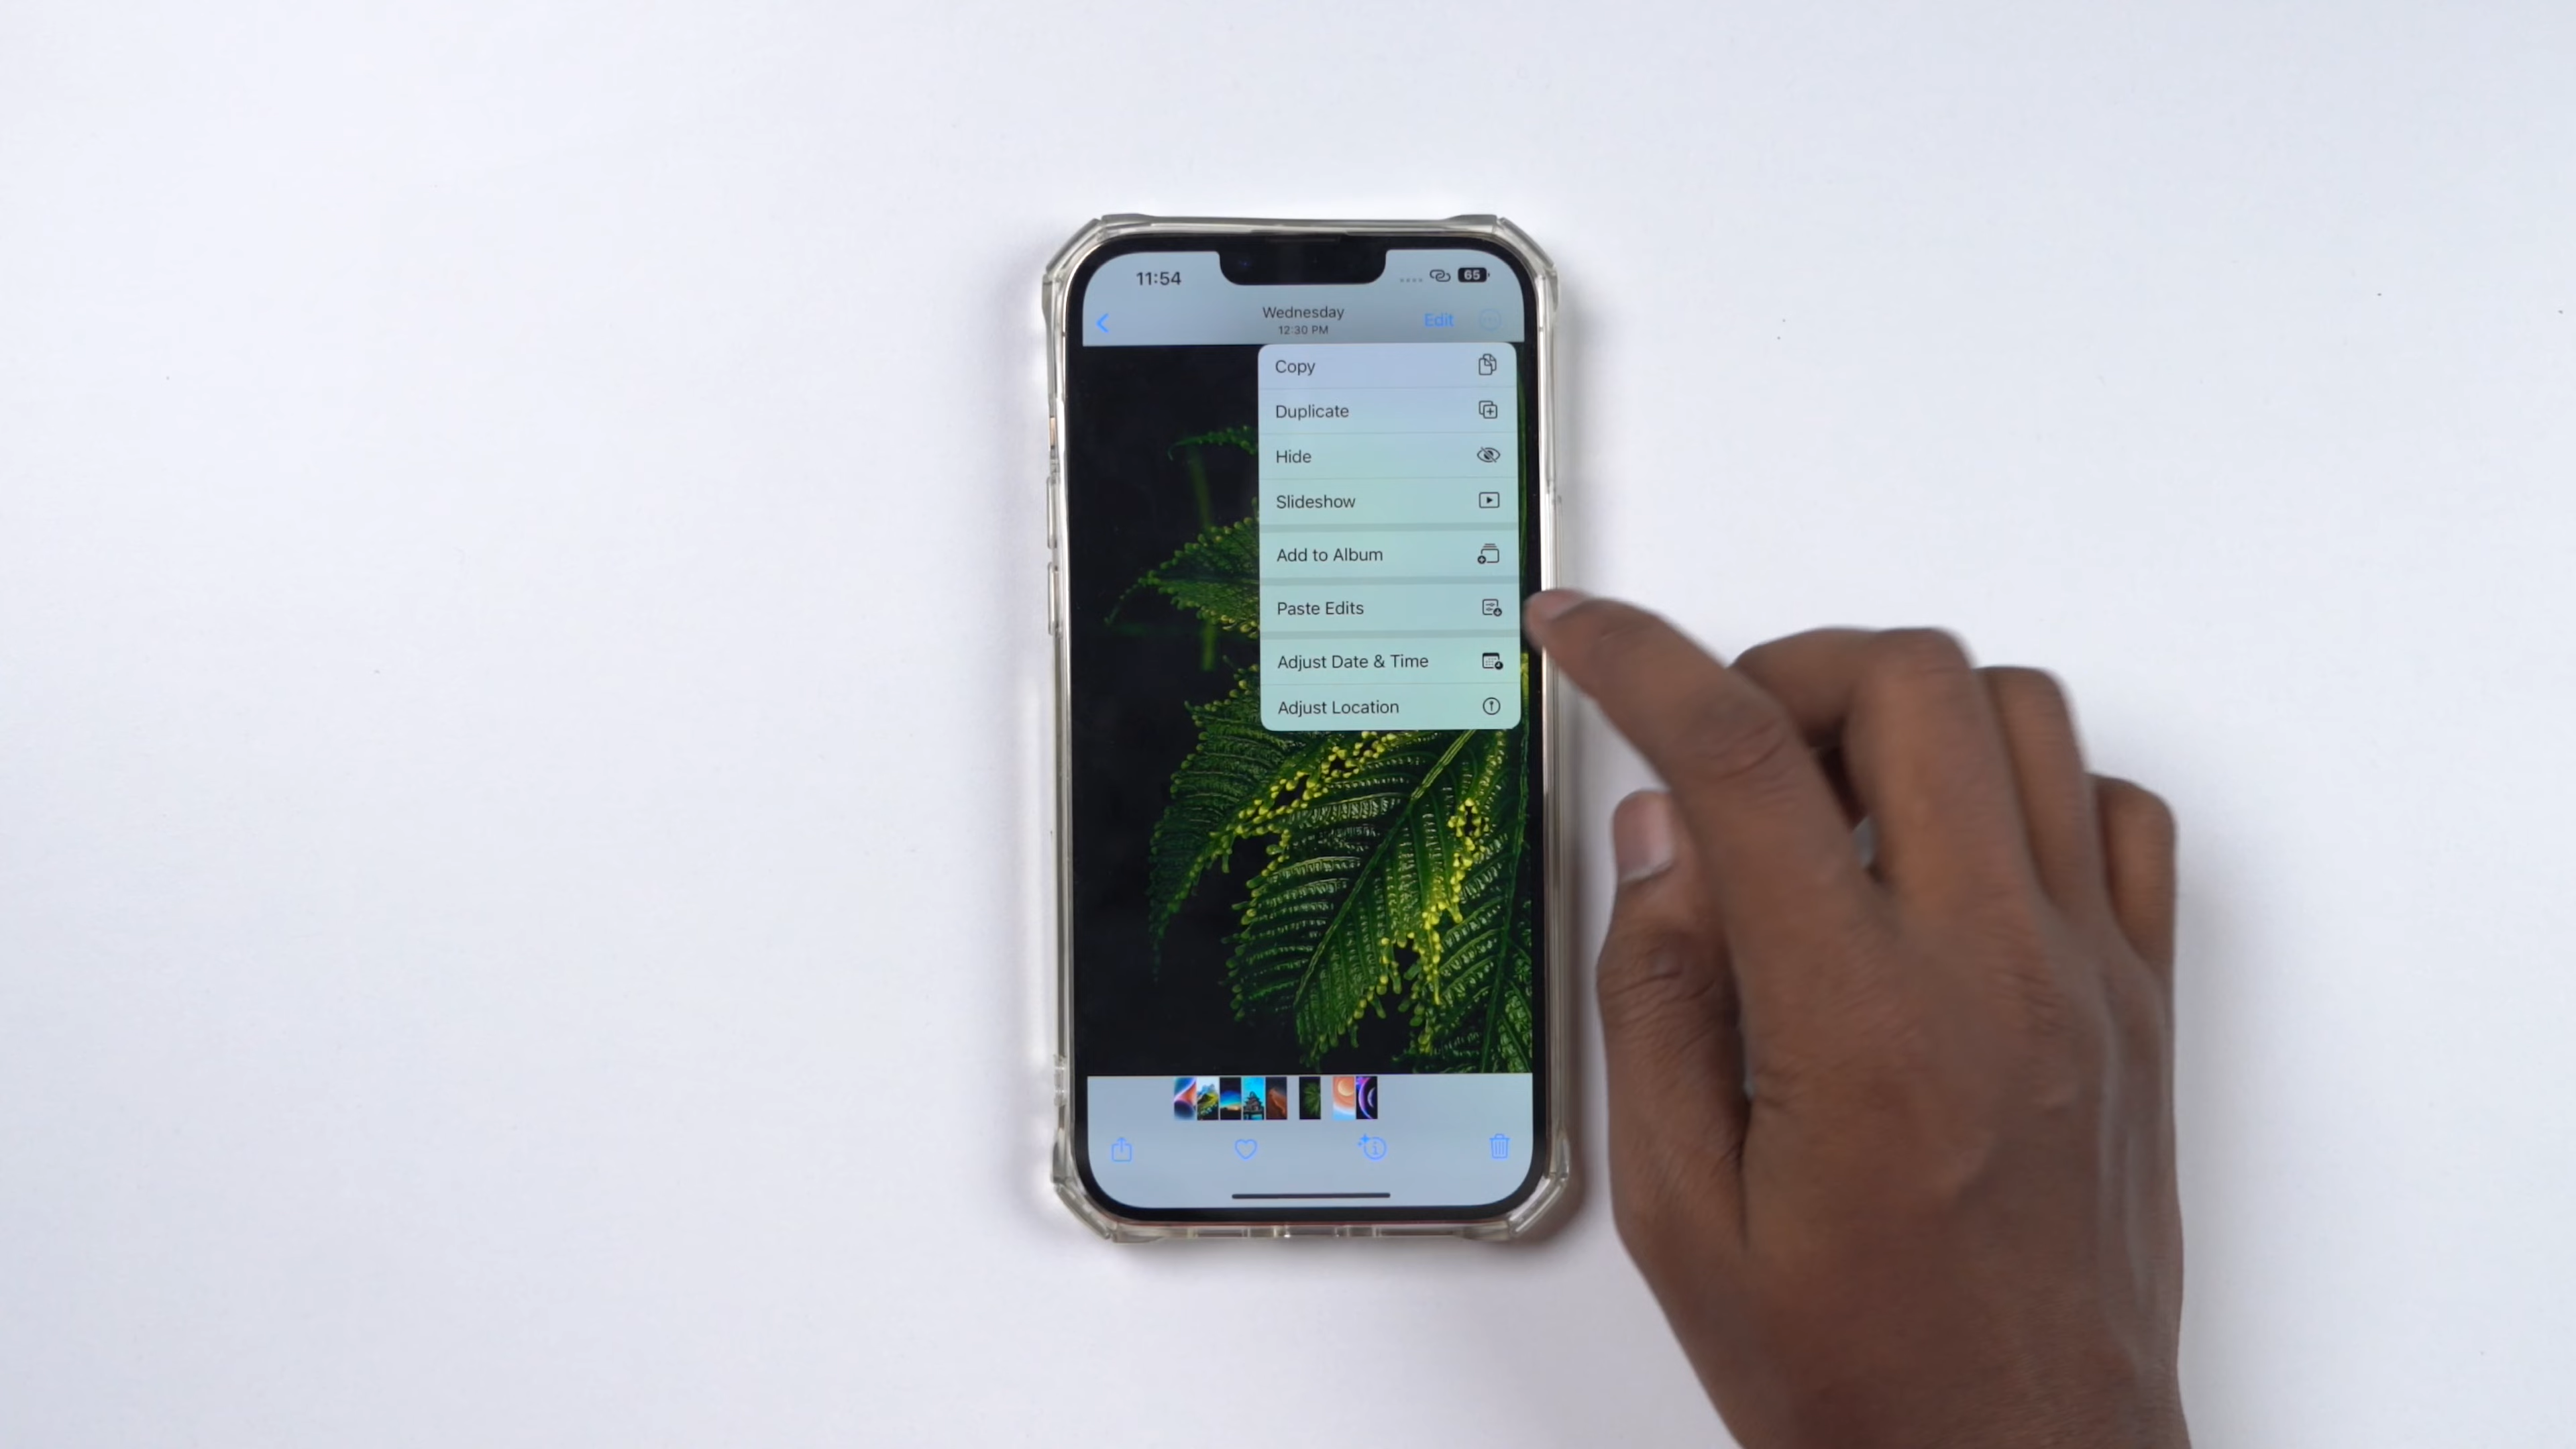 11:54
65
Wednesday
12:30 PM
Edit
Copy
Duplicate
Hide
Slideshow
Add to Album
Paste Edits
Adjust Date & Time
Adjust Location